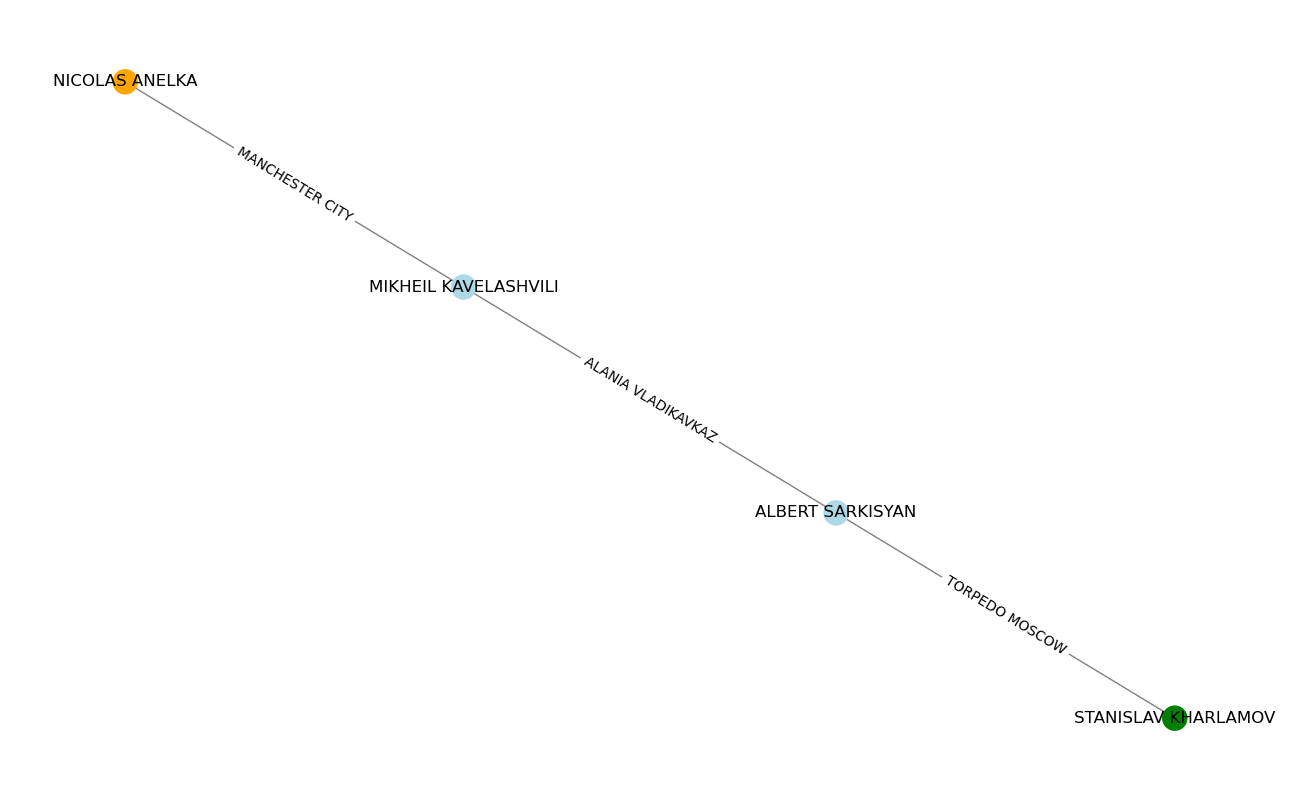 NICOLAS ANELKA
MANCHESTER CITY
MIKHEIL KAVELASHVILI
ALANIA VLADIKAVKAZ
ALBERT SARKISYAN
TORPEDO MOSCOW
STANISLAV KHARLAMOV